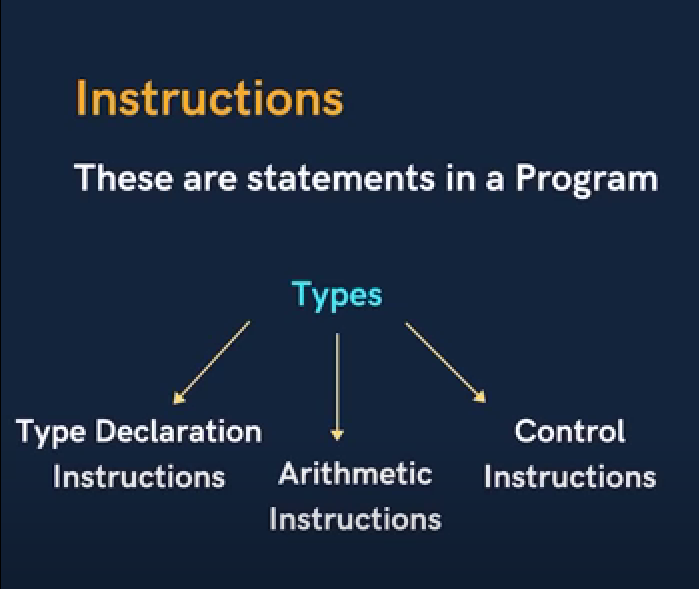 Instructions
These are statements in a Program
Types
Type Declaration
Instructions
Arithmetic
Instructions
Control
Instructions